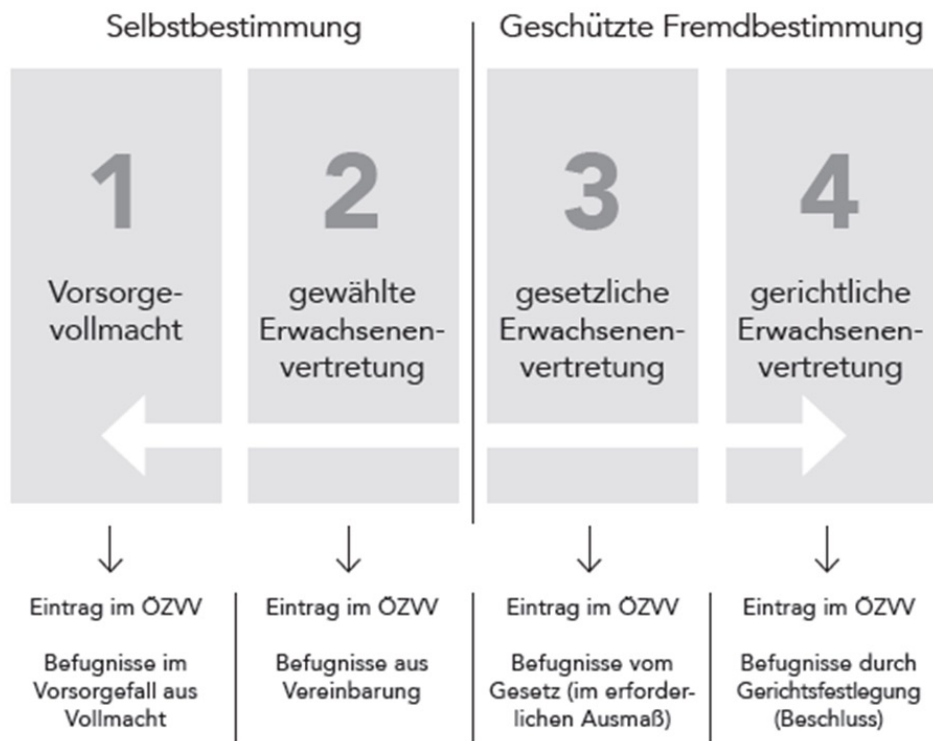 Selbstbestimmung
Geschützte Fremdbestimmung
1
Vorsorge-
vollmacht
2
gewählte
Erwachsenen-
vertretung
3
gesetzliche
Erwachsenen-
vertretung
4
gerichtliche
Erwachsenen-
vertretung
Eintrag im ÖZVV
Befugnisse im
Vorsorgefall aus
Vollmacht
Eintrag im ÖZVV
Befugnisse aus
Vereinbarung
Eintrag im ÖZVV
Befugnisse vom
Gesetz (im erforder-
lichen Ausmaß)
Eintrag im ÖZVV
Befugnisse durch
Gerichtsfestlegung
(Beschluss)